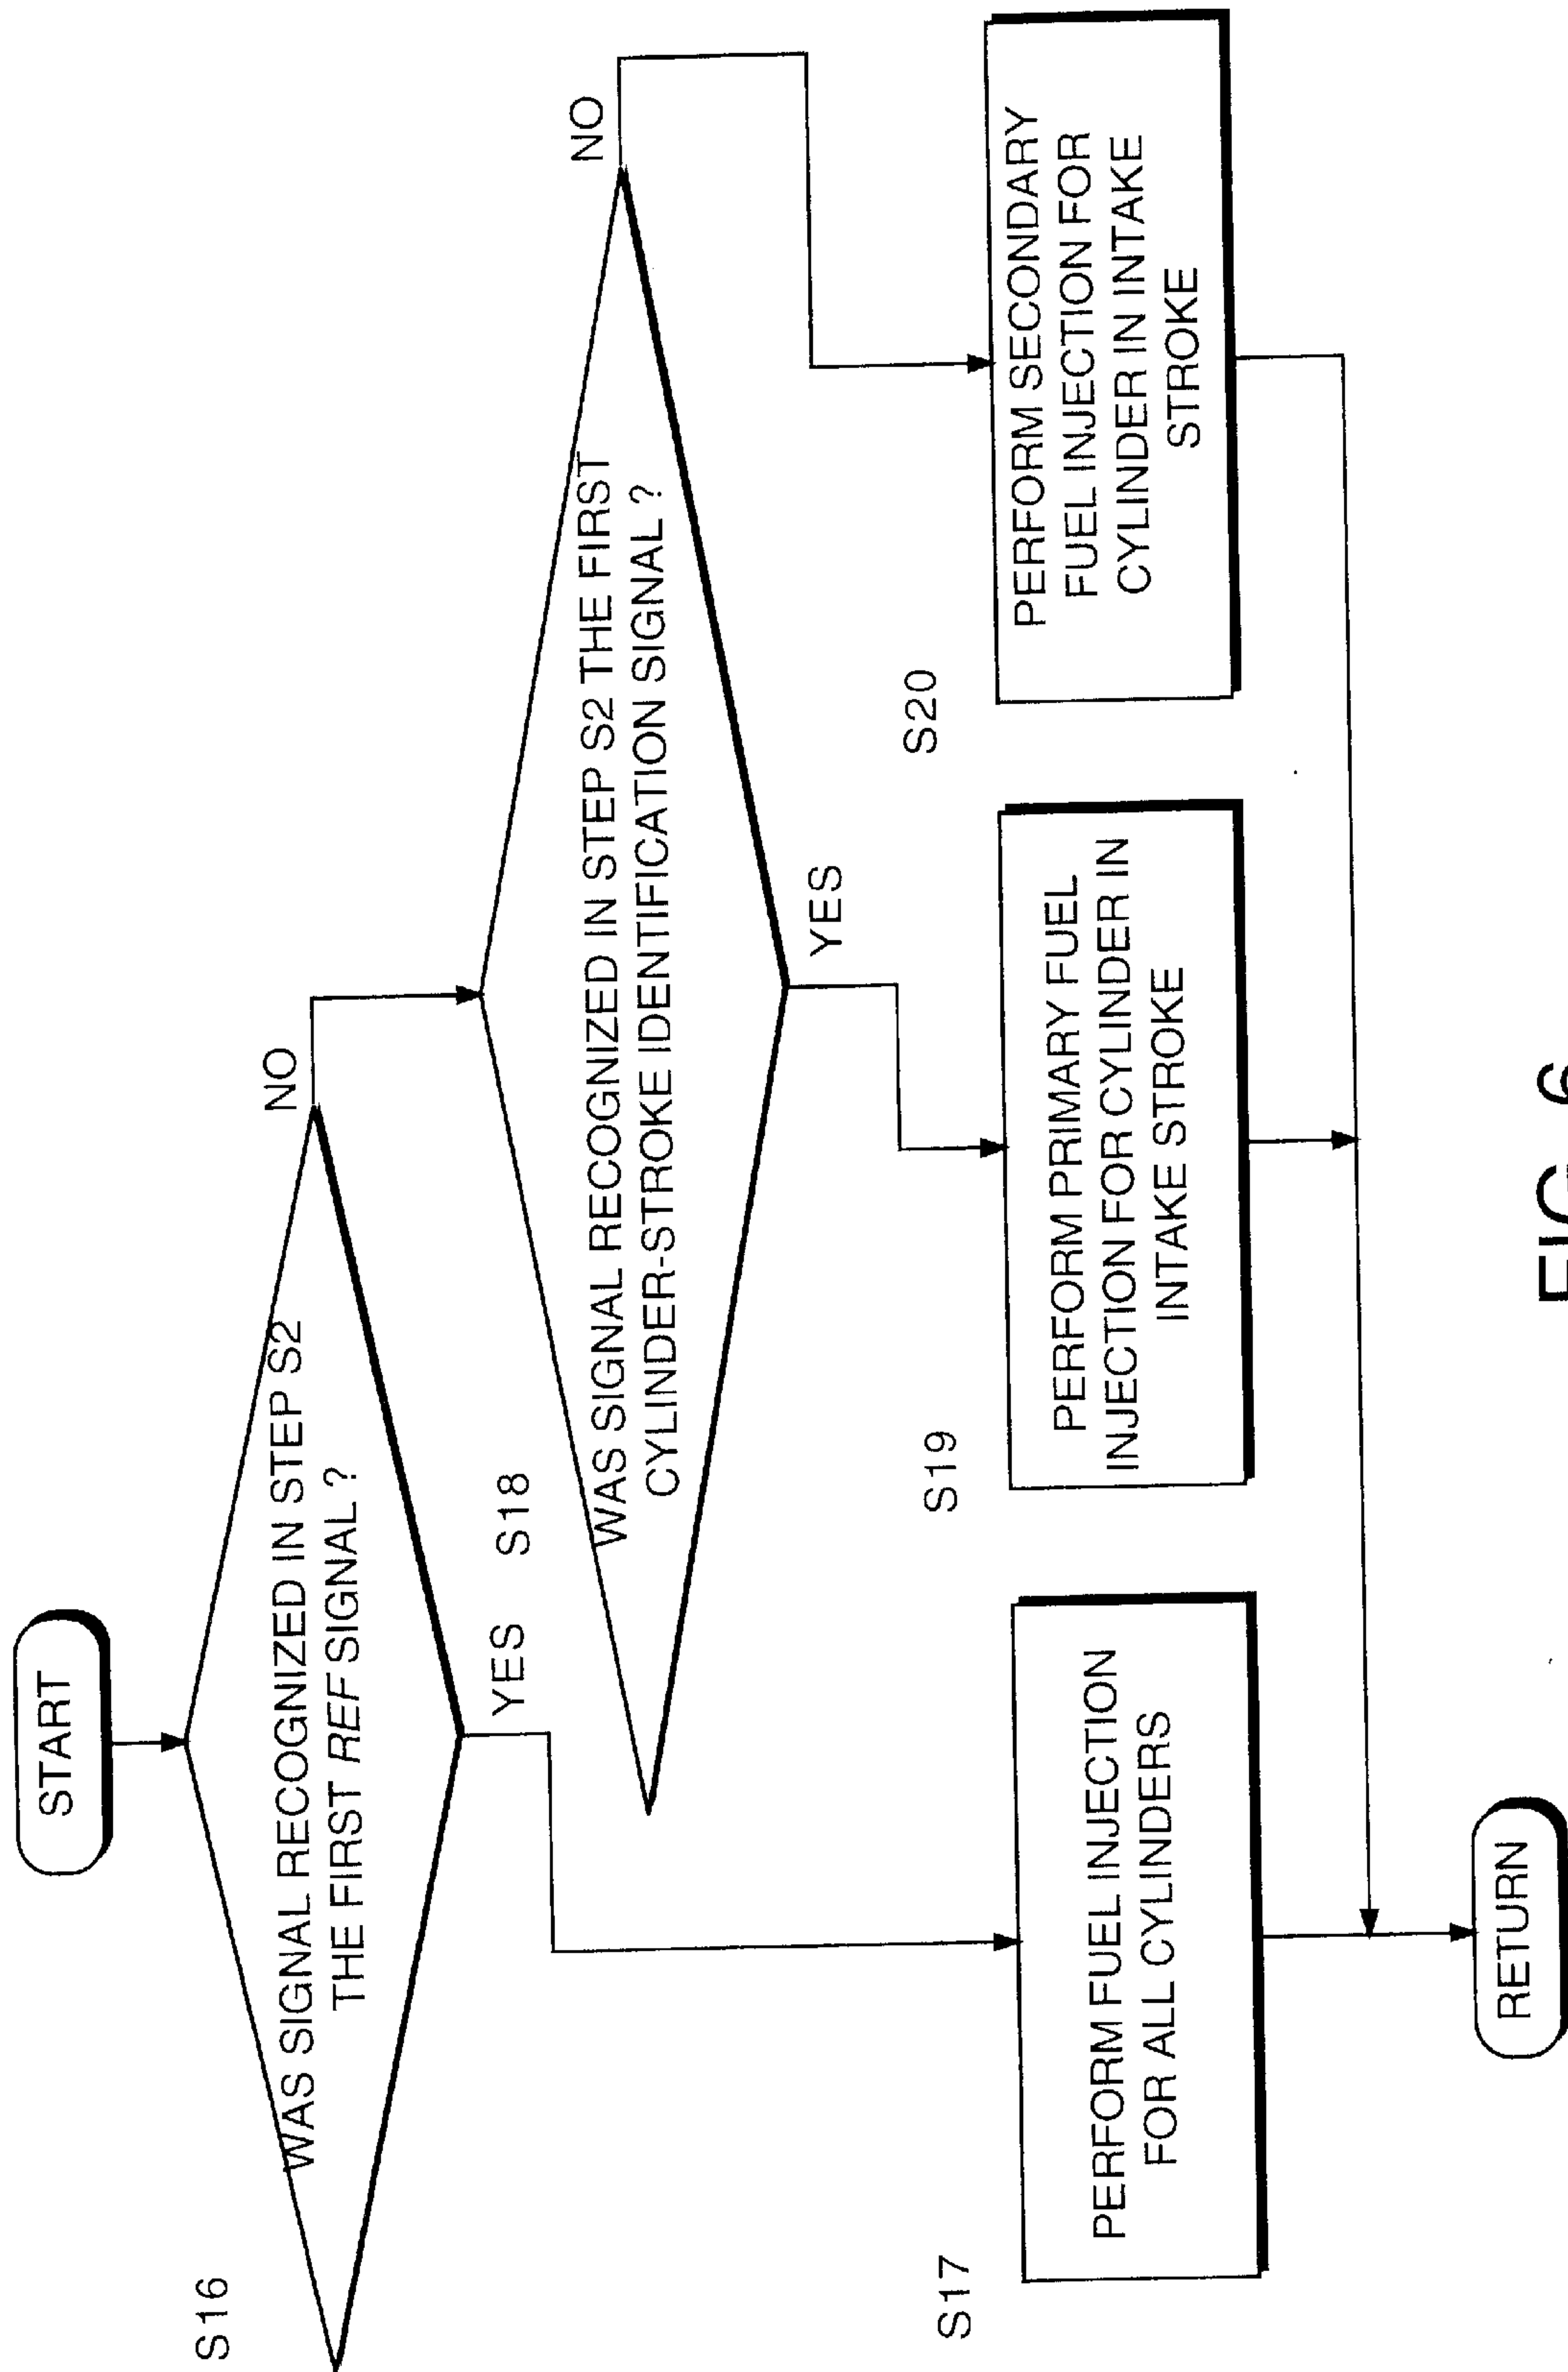 START
S16
WAS SIGNAL RECOGNIZED IN STEP S2
THE FIRST REF SIGNAL ?
NO
YES
S18
WAS SIGNAL RECOGNIZED IN STEP S2 THE FIRST
CYLINDER-STROKE IDENTIFICATION SIGNAL ?
NO
YES
S17
PERFORM FUEL INJECTION
FOR ALL CYLINDERS
S19
PERFORM PRIMARY FUEL
INJECTION FOR CYLINDER IN
INTAKE STROKE
S20
PERFORM SECONDARY
FUEL INJECTION FOR
CYLINDER IN INTAKE
STROKE
RETURN
FIG. 6